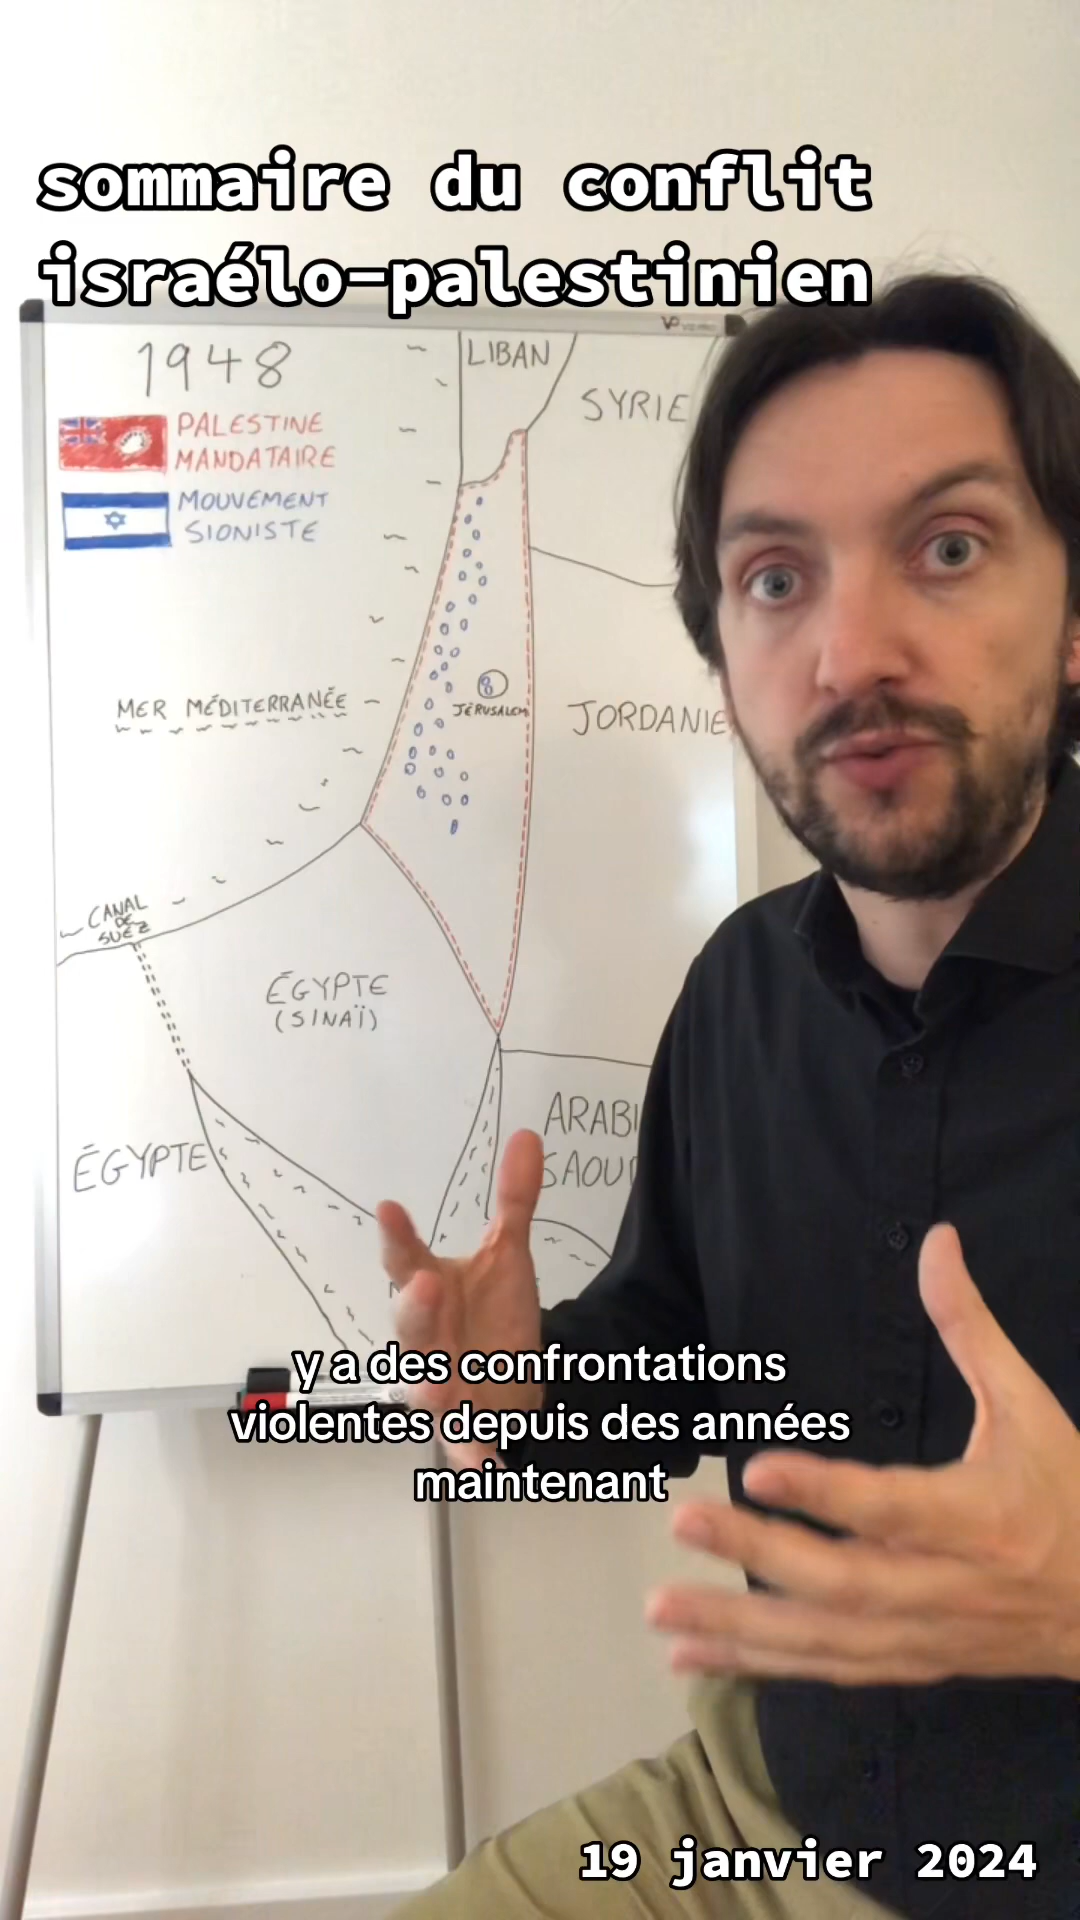 sommaire du conflit
israélo-palestinien
1948
PALESTINE
MANDATAIRE
MOUVEMENT
SIONISTE
LIBAN
SYRIE
MER MÉDITERRANÉE
JÉRUSALEM
JORDANIE
CANAL
DE
SUEZ
ÉGYPTE
(SINAÏ)
ÉGYPTE
ARABI
SAOU
y a des confrontations
violentes depuis des années
maintenant
19 janvier 2024